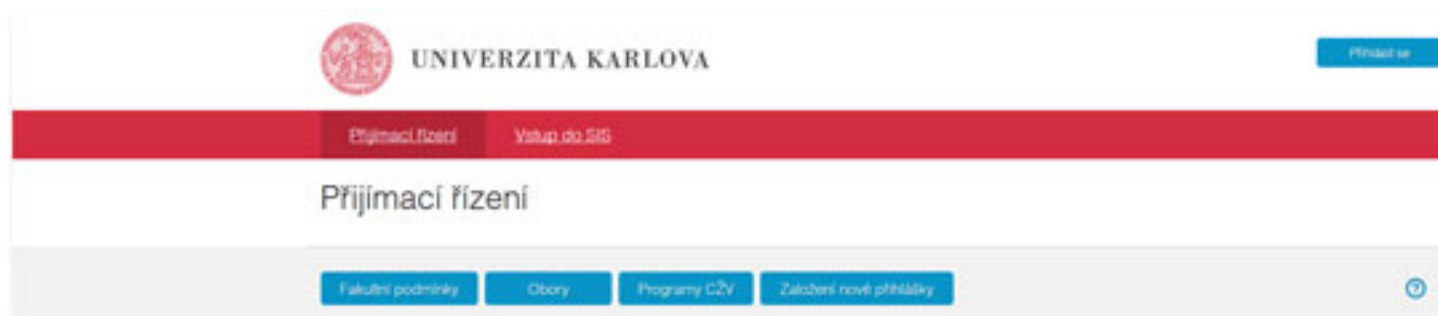 UNIVERZITA KARLOVA
Přihlásit se
Přijímací řízení Vstup do SIS
Přijímací řízení
Fakultní podmínky Obory Programy CŽV Založení nové přihlášky
?